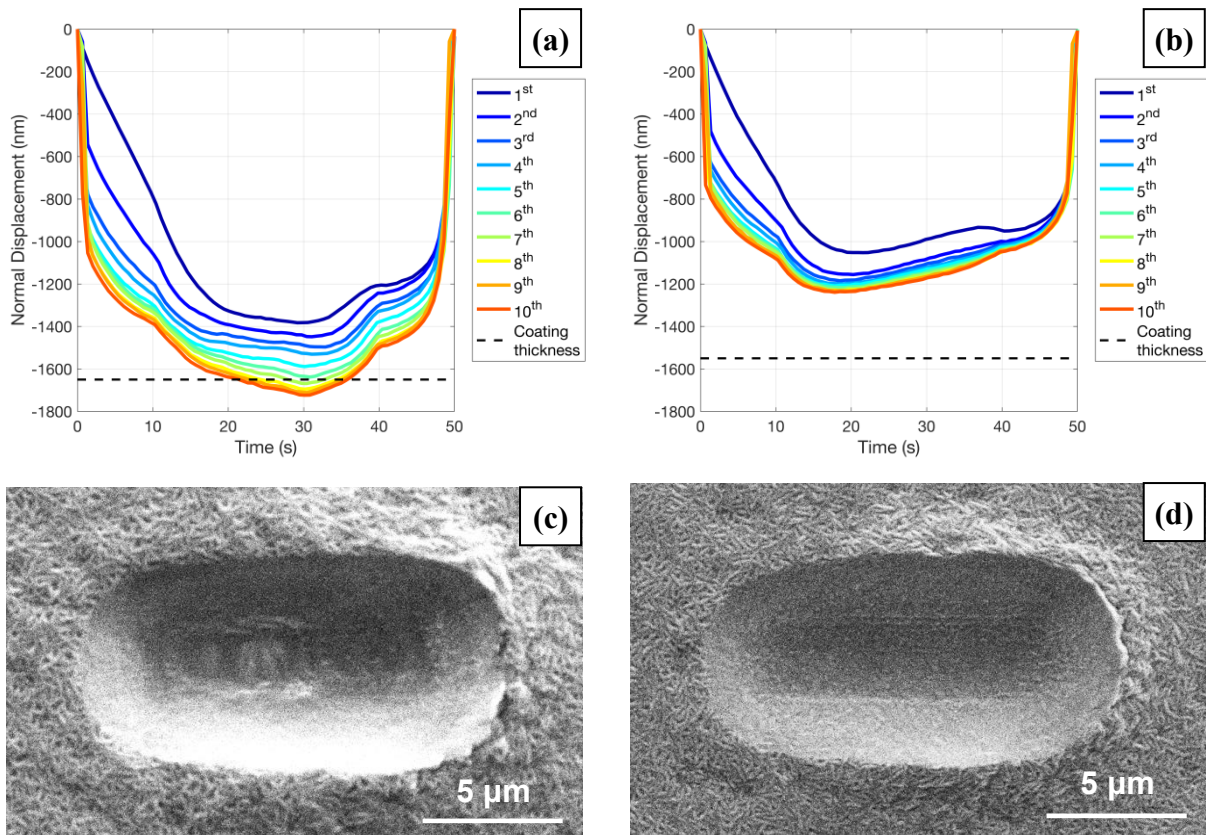 (a)
0
-200
-400
-600
-800
-1000
-1200
-1400
-1600
-1800
Normal Displacement (nm)
0 10 20 30 40 50
Time (s)
1st
2nd
3rd
4th
5th
6th
7th
8th
9th
10th
Coating
thickness
(b)
0
-200
-400
-600
-800
-1000
-1200
-1400
-1600
-1800
Normal Displacement (nm)
0 10 20 30 40 50
Time (s)
1st
2nd
3rd
4th
5th
6th
7th
8th
9th
10th
Coating
thickness
(c)
5 µm
(d)
5 µm